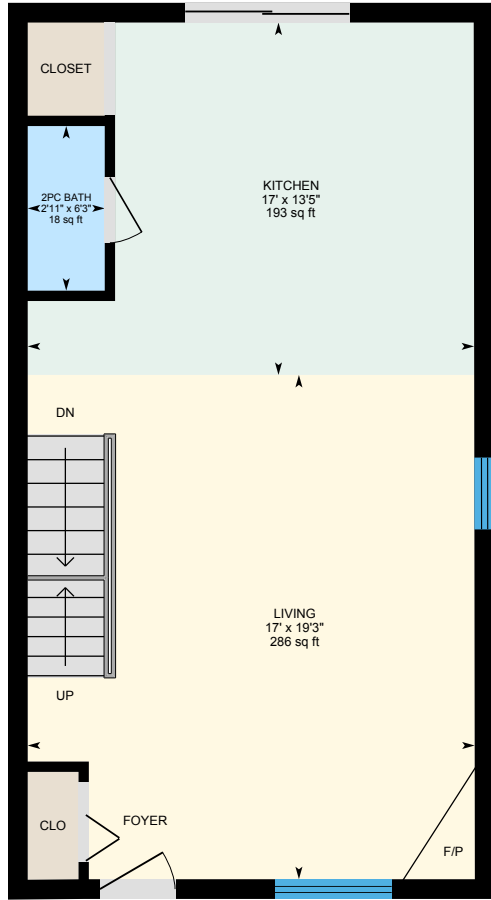 CLOSET
2PC BATH
2'11" x 6'3"
18 sq ft
KITCHEN
17' x 13'5"
193 sq ft
DN
LIVING
17' x 19'3"
286 sq ft
UP
CLO
FOYER
F/P